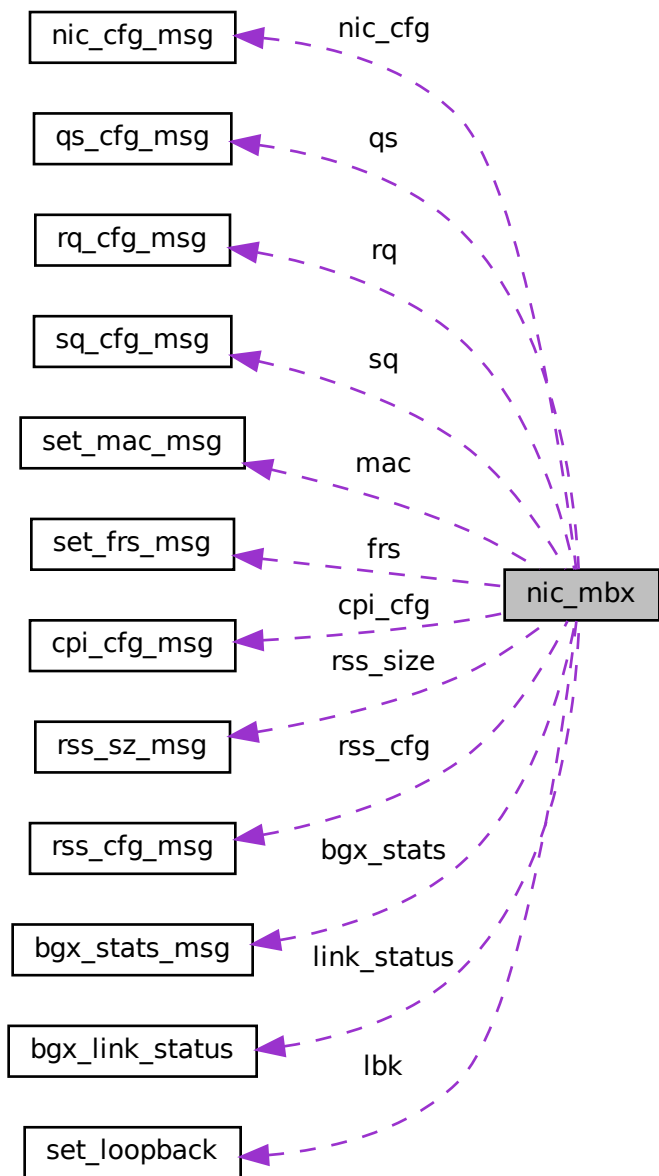 nic_cfg_msg
nic_cfg
qs_cfg_msg
qs
rq_cfg_msg
rq
sq_cfg_msg
sq
set_mac_msg
mac
set_frs_msg
frs
nic_mbx
cpi_cfg_msg
cpi_cfg
rss_sz_msg
rss_size
rss_cfg_msg
rss_cfg
bgx_stats_msg
bgx_stats
bgx_link_status
link_status
set_loopback
lbk